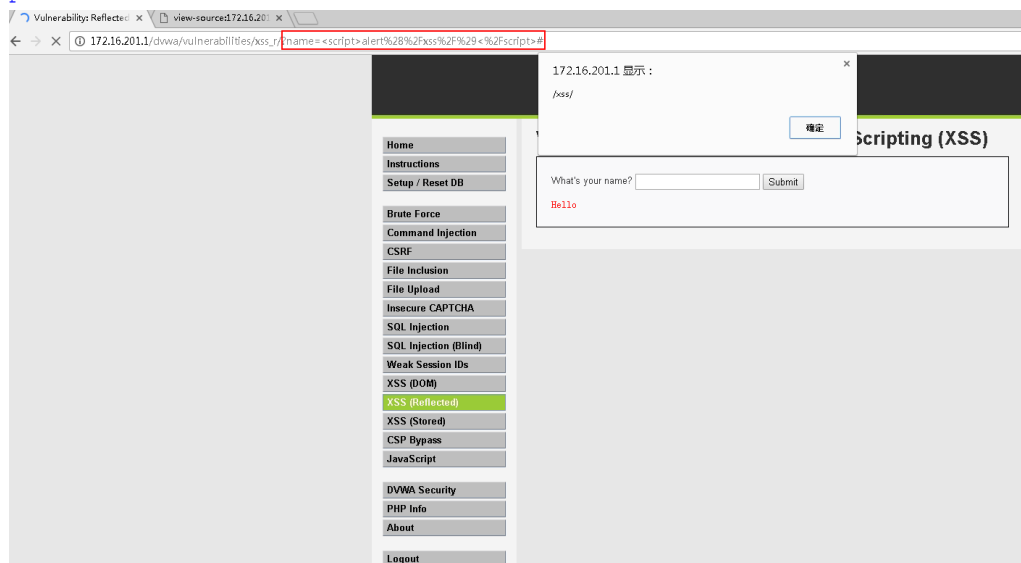 Vulnerability: Reflected × view-source:172.16.201 ×
172.16.201.1/dvwa/vulnerabilities/xss_r/?name=<script>alert%28%2Fxss%2F%29<%2Fscript>#
172.16.201.1 显示： ×
/xss/
确定
Scripting (XSS)
What's your name? Submit
Hello
Home
Instructions
Setup / Reset DB
Brute Force
Command Injection
CSRF
File Inclusion
File Upload
Insecure CAPTCHA
SQL Injection
SQL Injection (Blind)
Weak Session IDs
XSS (DOM)
XSS (Reflected)
XSS (Stored)
CSP Bypass
JavaScript
DVWA Security
PHP Info
About
Logout